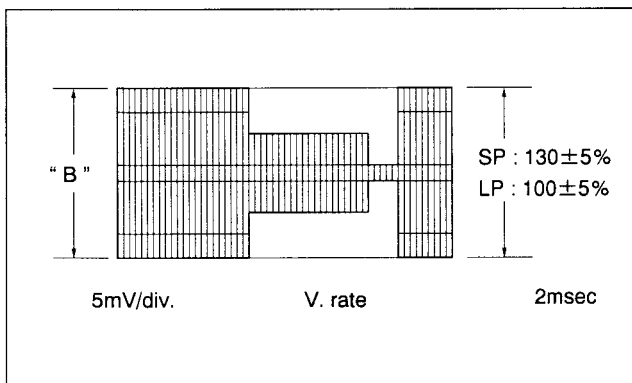 “ B ”
SP : 130±5%
LP : 100±5%
5mV/div.
V. rate
2msec